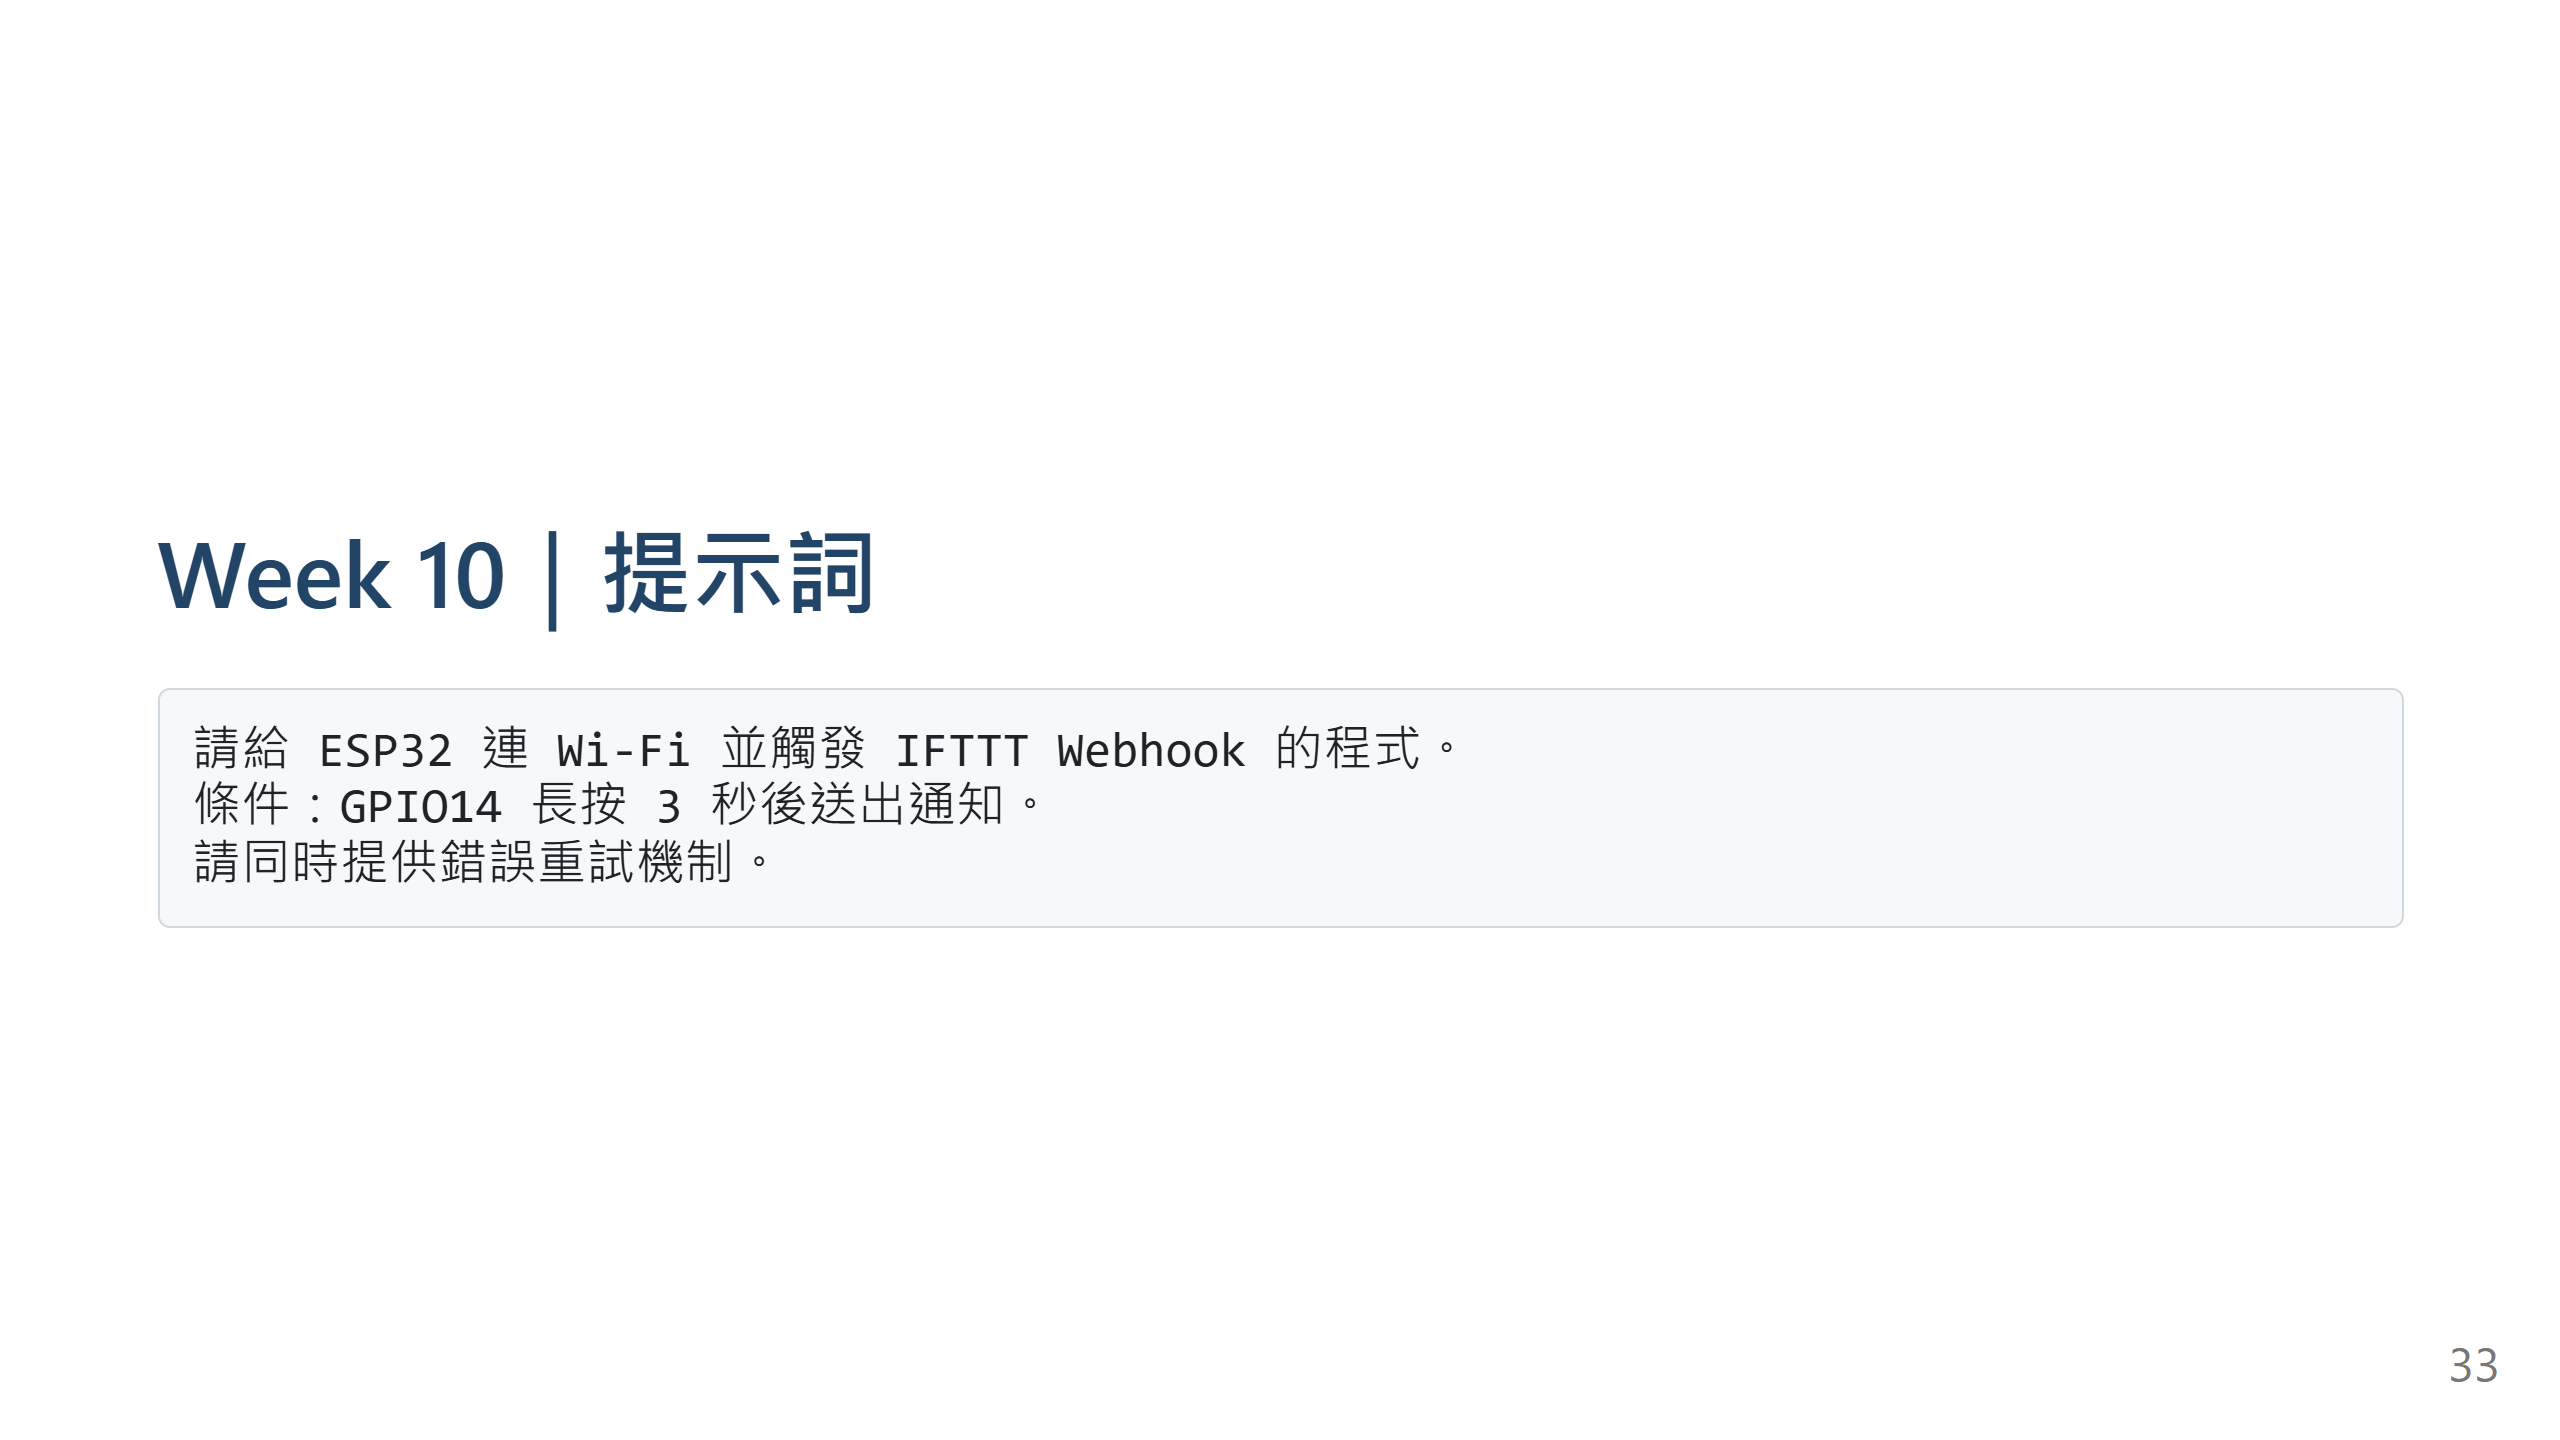 Week 10｜提示詞
請給 ESP32 連 Wi-Fi 並觸發 IFTTT Webhook 的程式。
條件：GPIO14 長按 3 秒後送出通知。
請同時提供錯誤重試機制。
33